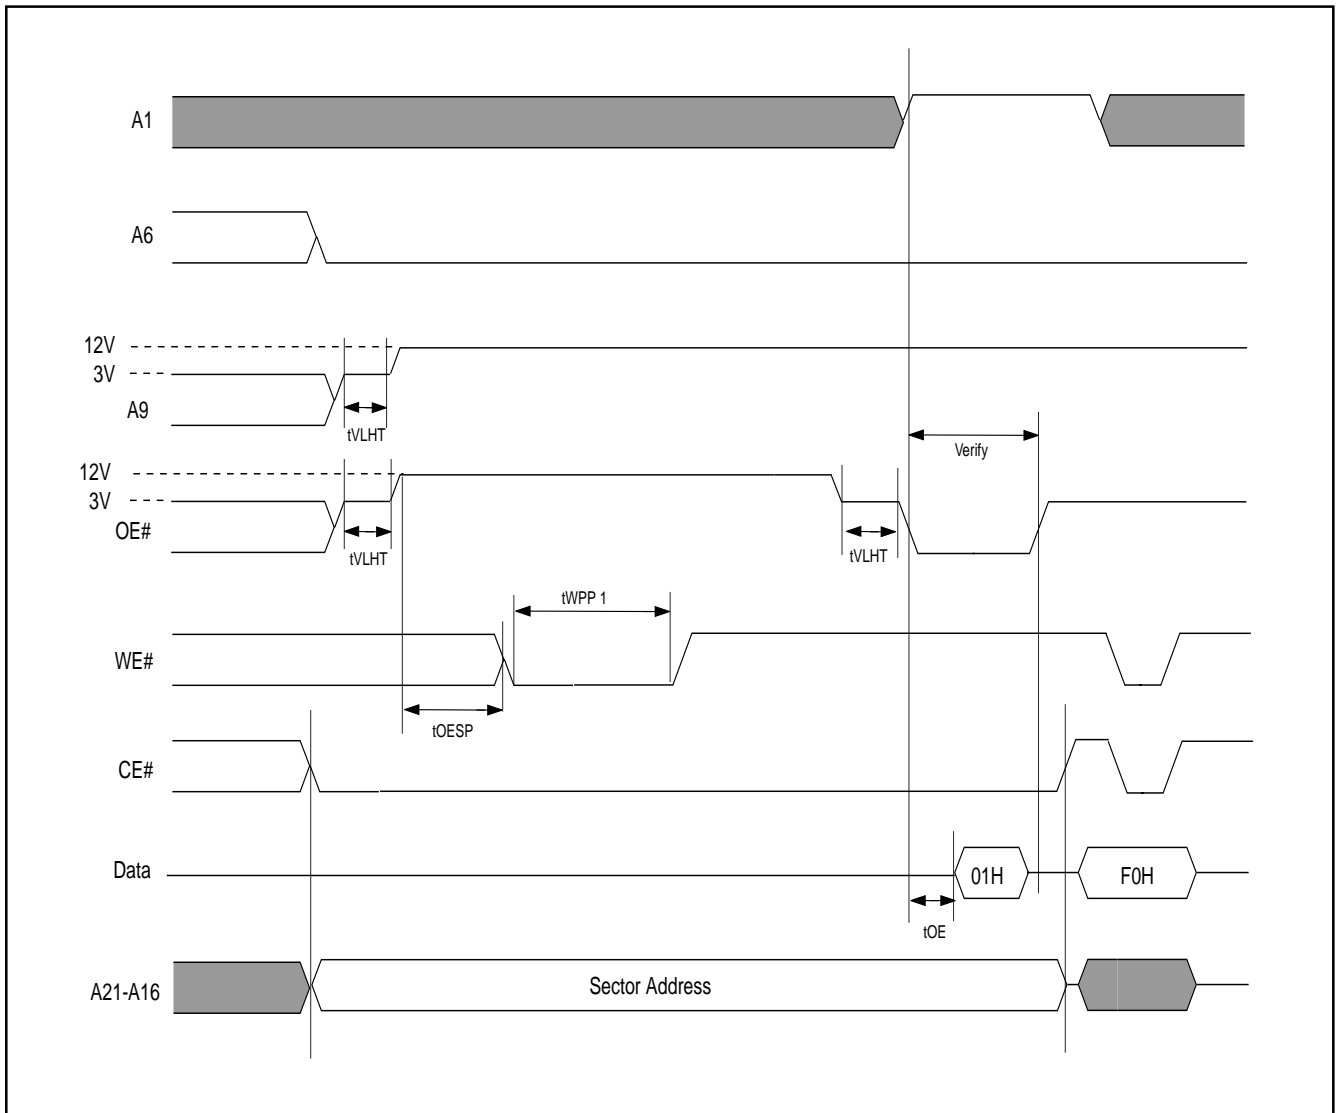 A1
A6
12V
3V
A9
tVLHT
Verify
12V
3V
OE#
tVLHT
tVLHT
tWPP 1
WE#
tOESP
CE#
Data
01H
F0H
tOE
A21-A16
Sector Address